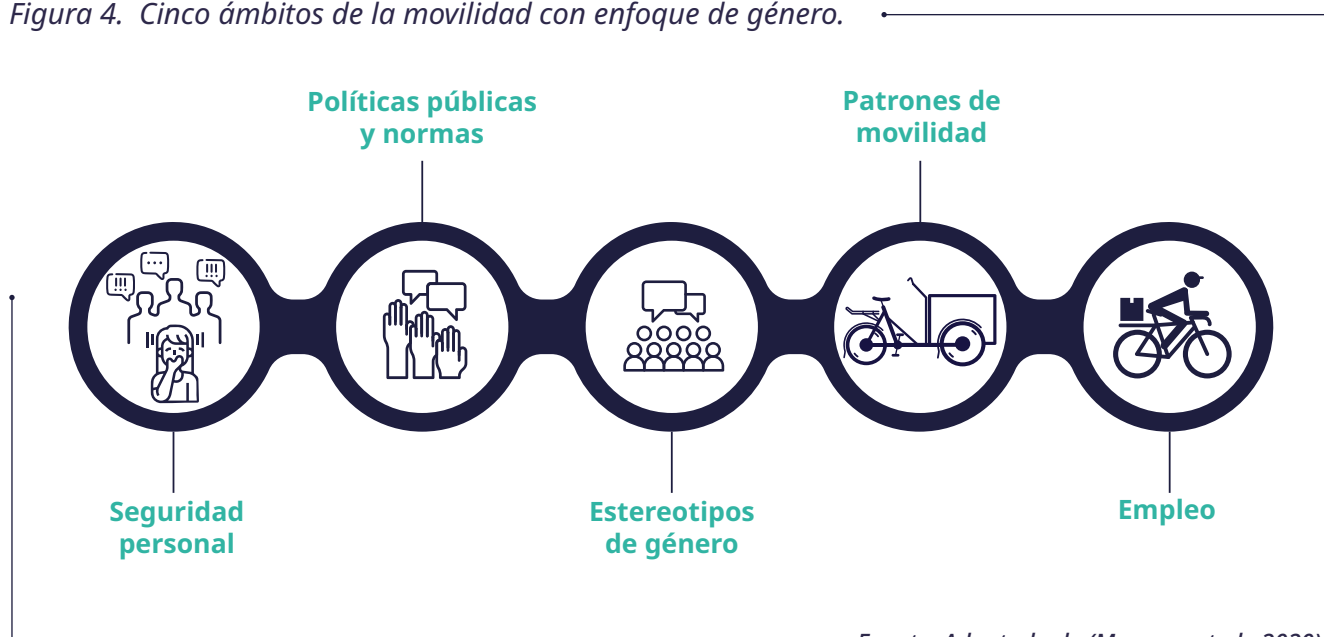 Figura 4. Cinco ámbitos de la movilidad con enfoque de género.
Políticas públicas
y normas
Patrones de
movilidad
Seguridad
personal
Estereotipos
de género
Empleo